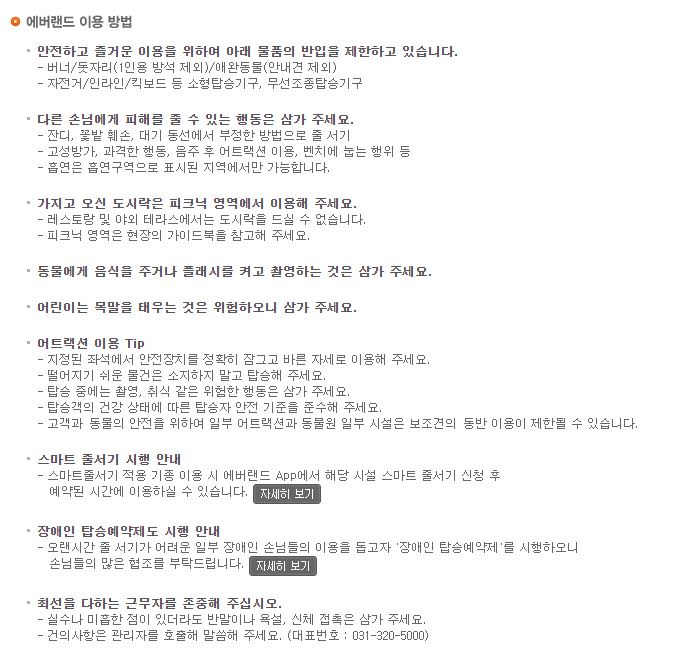 에버랜드 이용 방법
안전하고 즐거운 이용을 위하여 아래 물품의 반입을 제한하고 있습니다.
- 버너/돗자리(1인용 방석 제외)/애완동물(안내견 제외)
- 자전거/인라인/킥보드 등 소형탑승기구, 무선조종탑승기구
다른 손님에게 피해를 줄 수 있는 행동은 삼가 주세요.
- 잔디, 꽃밭 훼손, 대기 동선에서 부정한 방법으로 줄 서기
- 고성방가, 과격한 행동, 음주 후 어트랙션 이용, 벤치에 눕는 행위 등
- 흡연은 흡연구역으로 표시된 지역에서만 가능합니다.
가지고 오신 도시락은 피크닉 영역에서 이용해 주세요.
- 레스토랑 및 야외 테라스에서는 도시락을 드실 수 없습니다.
- 피크닉 영역은 현장의 가이드북을 참고해 주세요.
동물에게 음식을 주거나 플래시를 켜고 촬영하는 것은 삼가 주세요.
어린이는 목말을 태우는 것은 위험하오니 삼가 주세요.
어트랙션 이용 Tip
- 지정된 좌석에서 안전장치를 정확히 잠그고 바른 자세로 이용해 주세요.
- 떨어지기 쉬운 물건은 소지하지 말고 탑승해 주세요.
- 탑승 중에는 촬영, 취식 같은 위험한 행동은 삼가 주세요.
- 탑승객의 건강 상태에 따른 탑승자 안전 기준을 준수해 주세요.
- 고객과 동물의 안전을 위하여 일부 어트랙션과 동물원 일부 시설은 보조견의 동반 이용이 제한될 수 있습니다.
스마트 줄서기 시행 안내
- 스마트줄서기 적용 기종 이용 시 에버랜드 App에서 해당 시설 스마트 줄서기 신청 후
예약된 시간에 이용하실 수 있습니다. 자세히 보기
장애인 탑승예약제도 시행 안내
- 오랜시간 줄 서기가 어려운 일부 장애인 손님들의 이용을 돕고자 '장애인 탑승예약제'를 시행하오니
손님들의 많은 협조를 부탁드립니다. 자세히 보기
최선을 다하는 근무자를 존중해 주십시오.
- 실수나 미흡한 점이 있더라도 반말이나 욕설, 신체 접촉은 삼가 주세요.
- 건의사항은 관리자를 호출해 말씀해 주세요. (대표번호 : 031-320-5000)